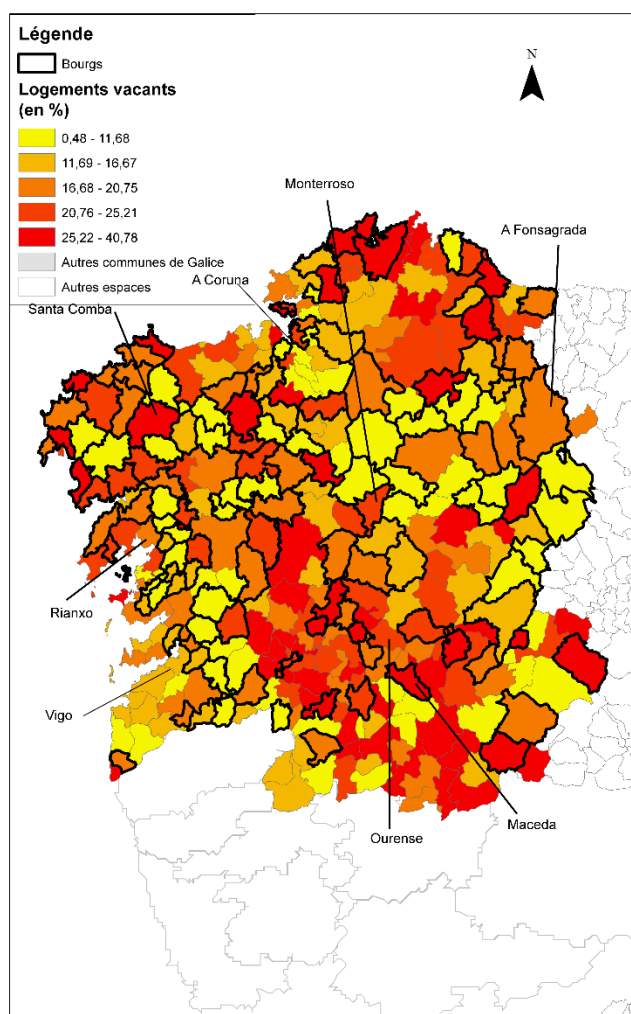 Légende
Bourgs
Logements vacants
(en %)
0,48 - 11,68
11,69 - 16,67
16,68 - 20,75
20,76 - 25,21
25,22 - 40,78
Autres communes de Galice
Autres espaces
N
Monterroso
A Fonsagrada
A Coruna
Santa Comba
Rianxo
Vigo
Ourense
Maceda